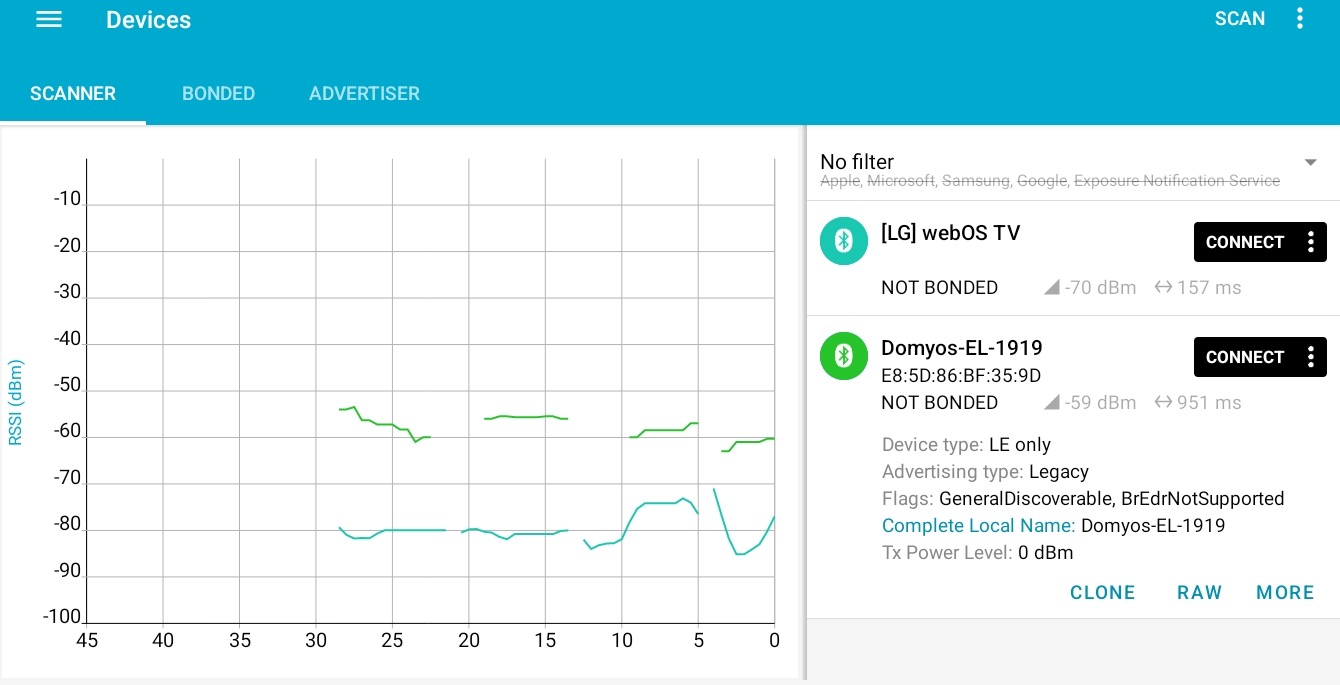 Devices
SCAN
SCANNER
BONDED
ADVERTISER
RSSI (dBm)
-10
-20
-30
-40
-50
-60
-70
-80
-90
-100
45 40 35 30 25 20 15 10 5 0
No filter
Apple, Microsoft, Samsung, Google, Exposure Notification Service
[LG] webOS TV
CONNECT
NOT BONDED -70 dBm 157 ms
Domyos-EL-1919
CONNECT
E8:5D:86:BF:35:9D
NOT BONDED -59 dBm 951 ms
Device type: LE only
Advertising type: Legacy
Flags: GeneralDiscoverable, BrEdrNotSupported
Complete Local Name: Domyos-EL-1919
Tx Power Level: 0 dBm
CLONE RAW MORE